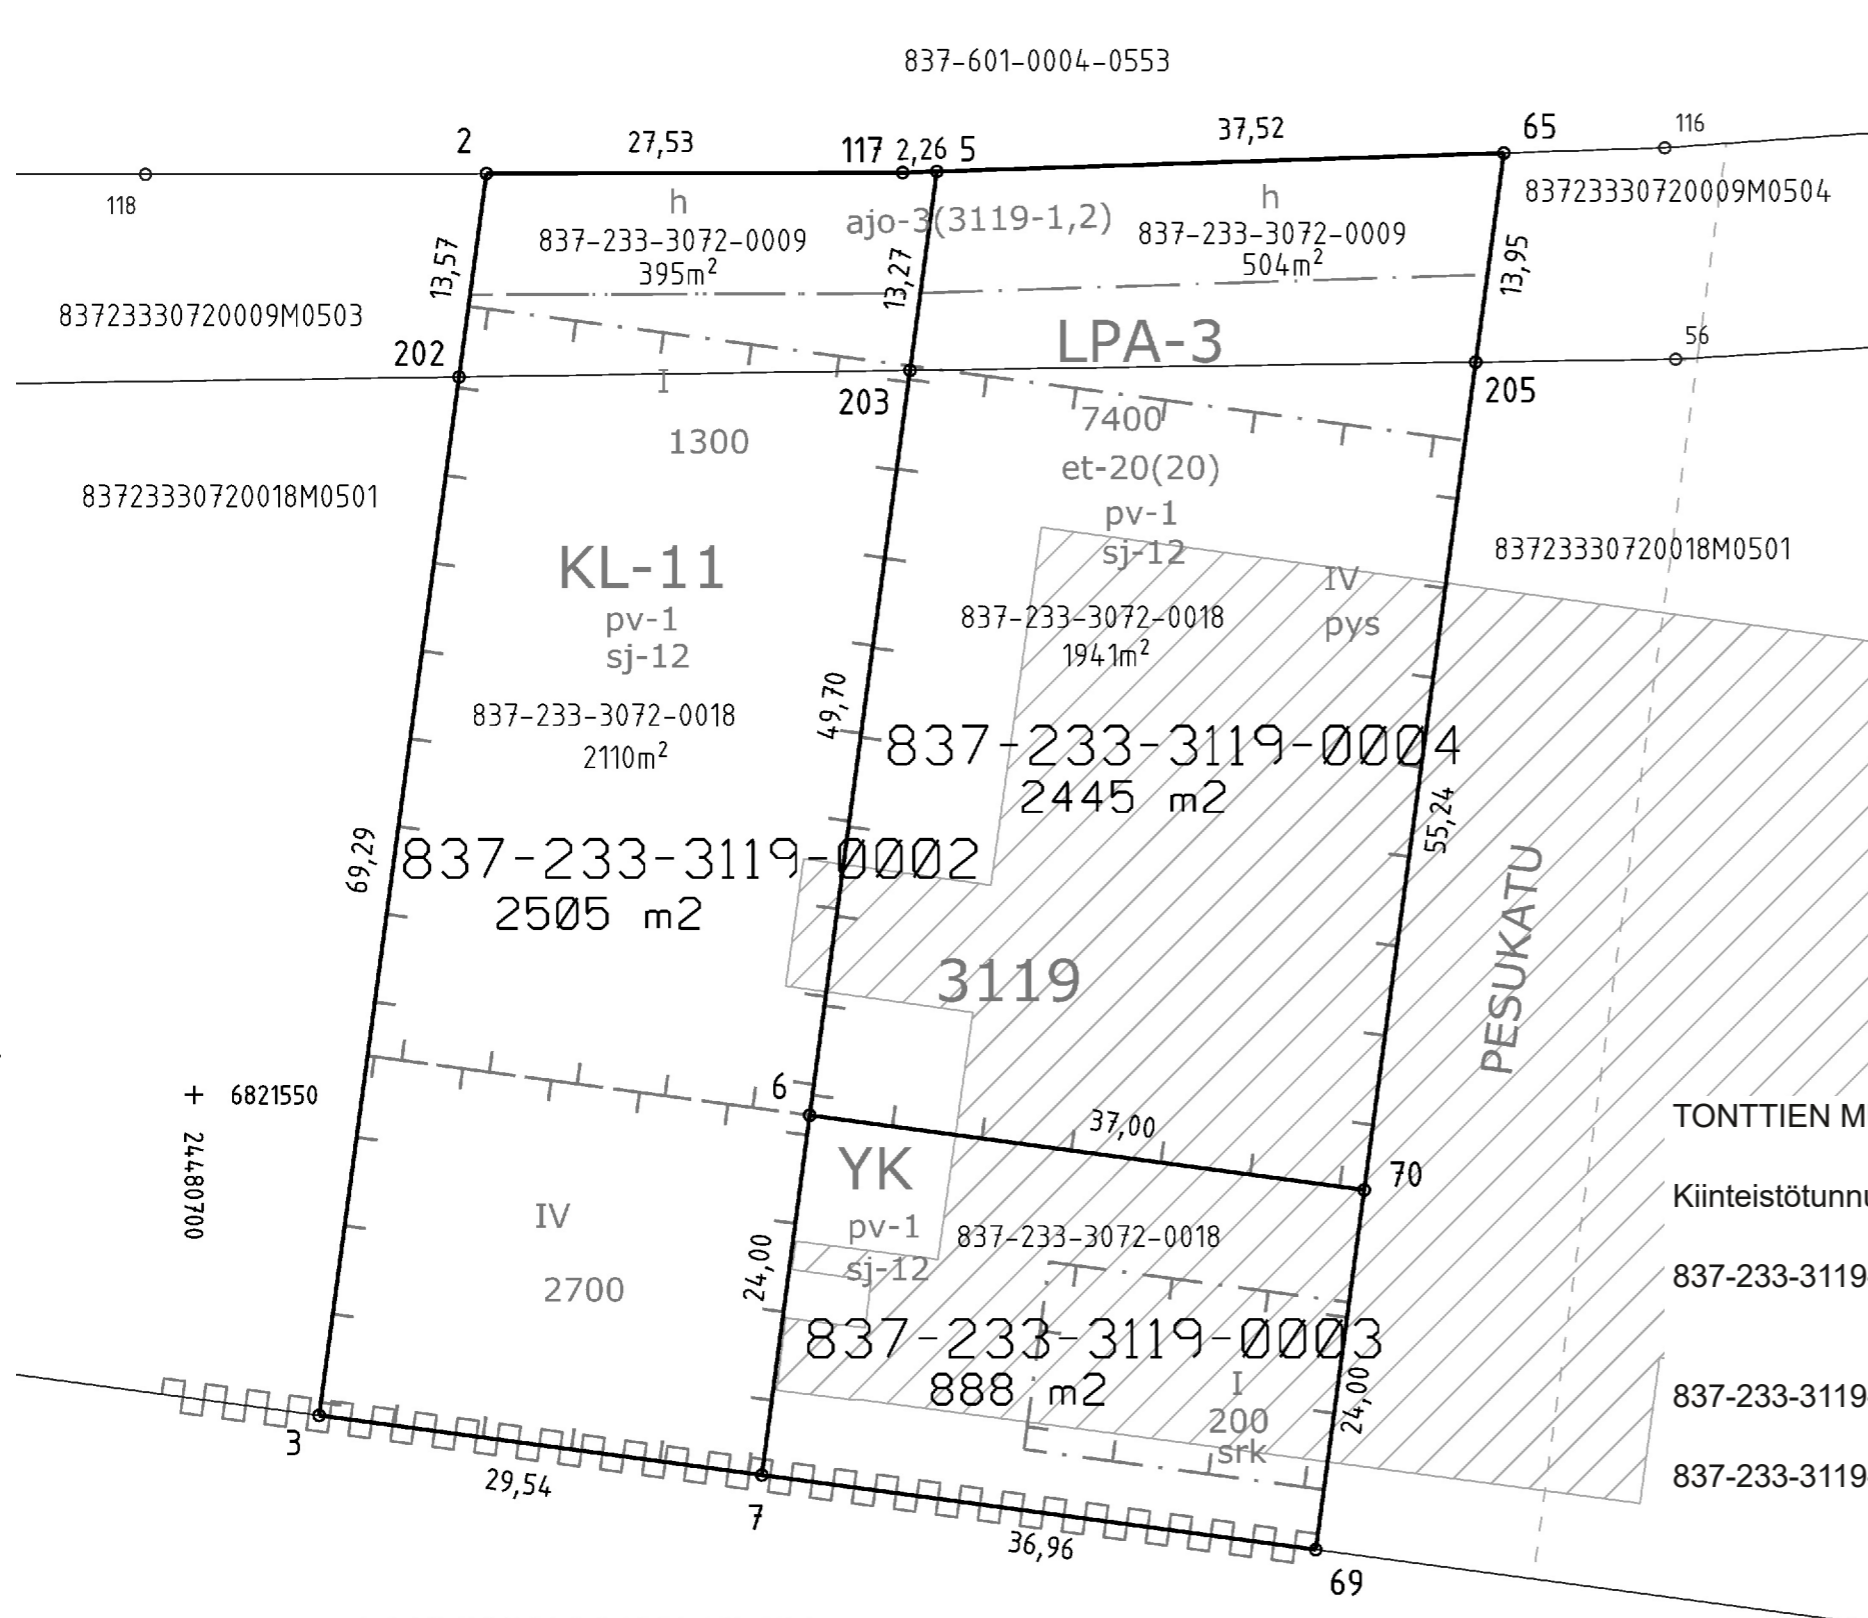 837-601-0004-0553
2
27,53
117
2,26
5
37,52
65
116
118
h
837-233-3072-0009
395m²
ajo-3(3119-1,2)
h
837-233-3072-0009
504m²
83723330720009M0504
13,57
13,27
13,95
83723330720009M0503
LPA-3
56
202
I
203
205
1300
7400
et-20(20)
pv-1
sj-12
83723330720018M0501
83723330720018M0501
KL-11
pv-1
sj-12
IV
pys
837-233-3072-0018
1941m²
837-233-3072-0018
2110m²
49,70
837-233-3119-0004
2445 m2
55,24
69,29
837-233-3119-0002
2505 m2
3119
PESUKATU
6821550
24480700
6
37,00
70
TONTTIEN M
YK
pv-1
sj-12
837-233-3072-0018
IV
2700
24,00
837-233-3119-0003
888 m2
I
200
srk
24,00
837-233-3119
837-233-3119
837-233-3119
3
29,54
7
36,96
69